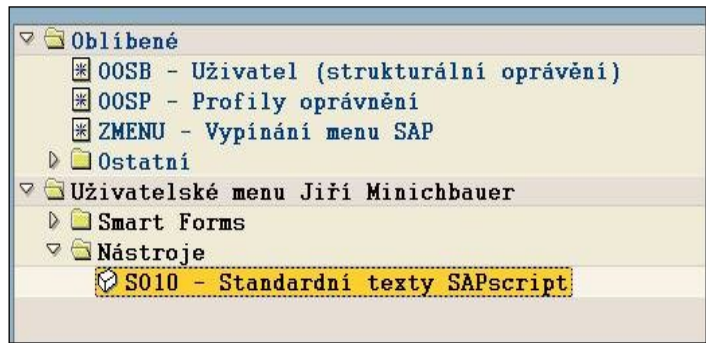 Oblíbené
OOSB - Uživatel (strukturální oprávění)
OOSP - Profily oprávnění
ZMENU - Vypínání menu SAP
Ostatní
Uživatelské menu Jiří Minichbauer
Smart Forms
Nástroje
SO10 - Standardní texty SAPscript